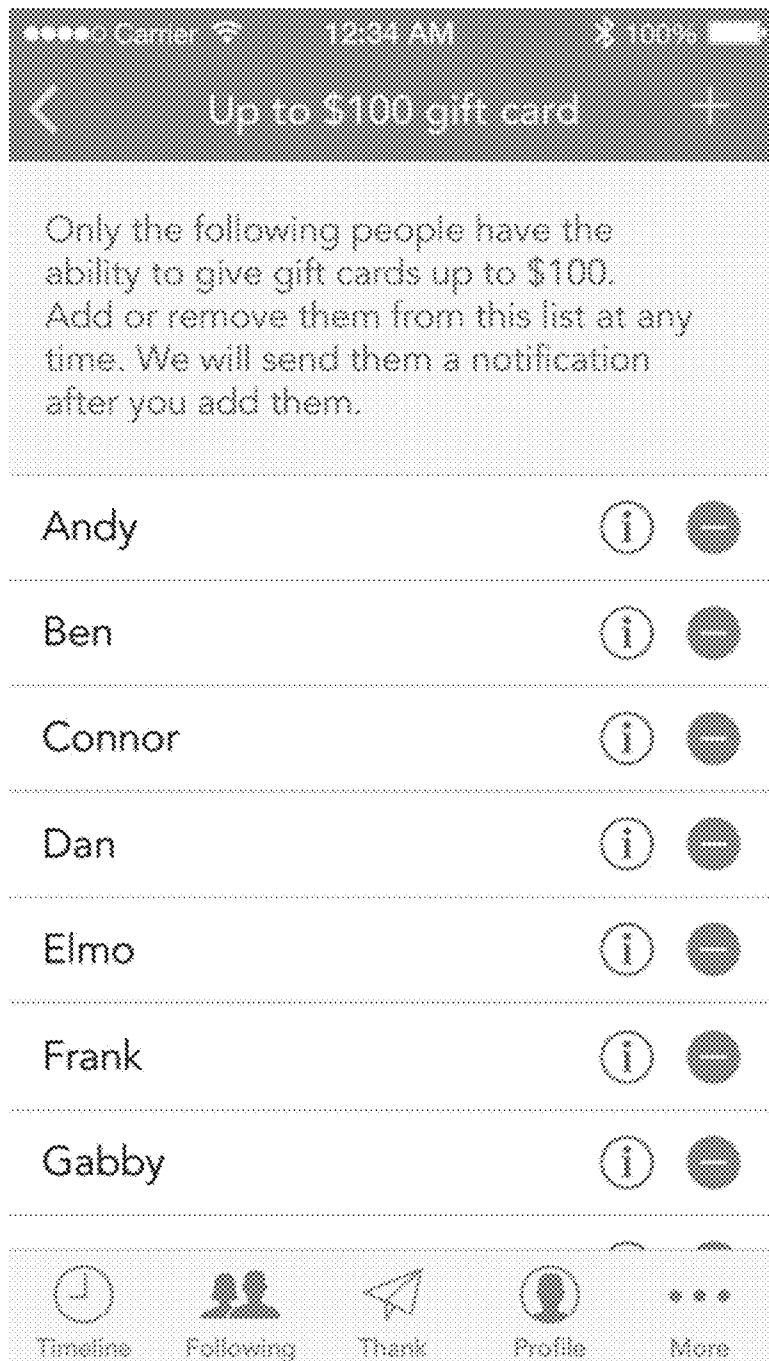 Carrier 12:34 AM 100%
Up to $100 gift card +
Only the following people have the
ability to give gift cards up to $100.
Add or remove them from this list at any
time. We will send them a notification
after you add them.
Andy
Ben
Connor
Dan
Elmo
Frank
Gabby
Timeline Following Thank Profile More